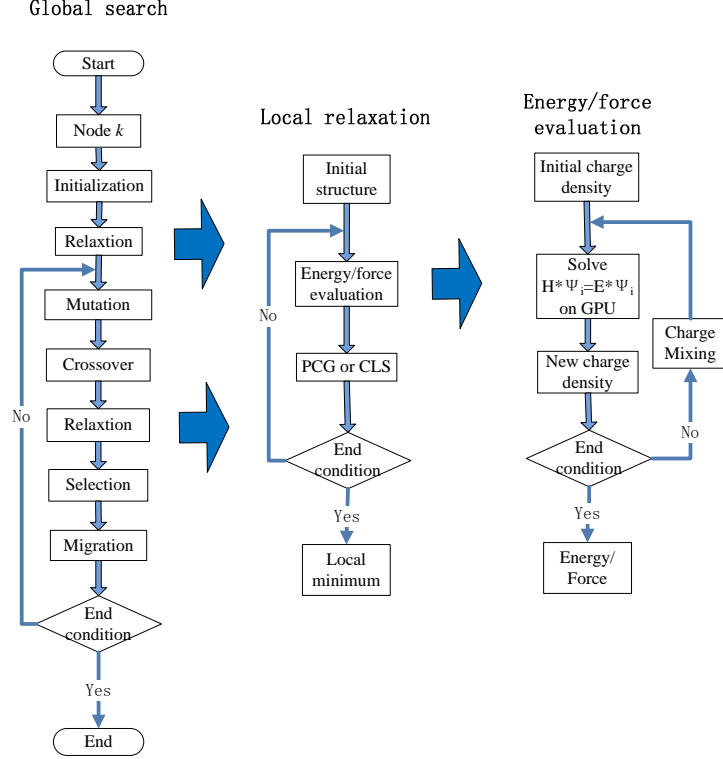 Global search
Start
Node k
Initialization
Relaxtion
Mutation
Crossover
Relaxtion
Selection
Migration
End
condition
No
Yes
End
Local relaxation
Initial
structure
Energy/force
evaluation
PCG or CLS
End
condition
No
Yes
Local
minimum
Energy/force
evaluation
Initial charge
density
Solve
H*Ψi=E*Ψi
on GPU
New charge
density
End
condition
No
Charge
Mixing
Yes
Energy/
Force